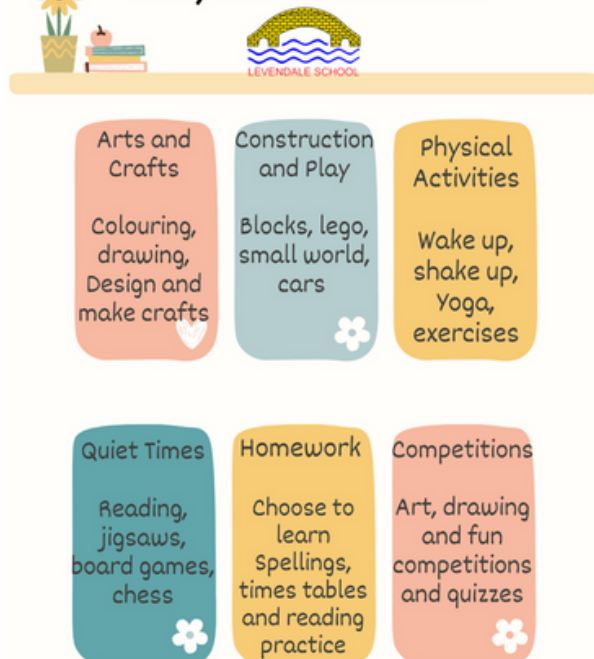 LEVENDALE SCHOOL
Arts and
Crafts
Colouring,
drawing,
Design and
make crafts
Construction
and Play
Blocks, lego,
small world,
cars
Physical
Activities
Wake up,
shake up,
Yoga,
exercises
Quiet Times
Reading,
jigsaws,
board games,
chess
Homework
Choose to
learn
Spellings,
times tables
and reading
practice
Competitions
Art, drawing
and fun
competitions
and quizzes